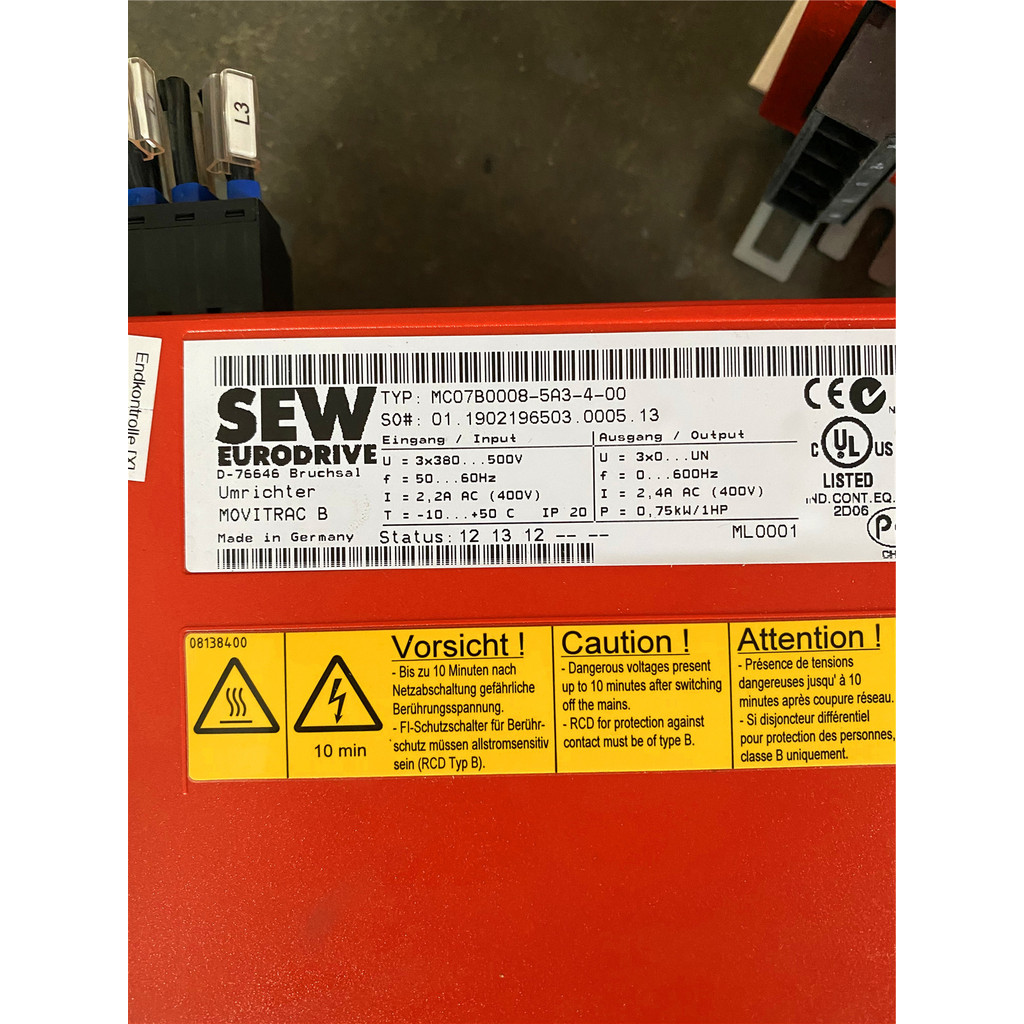 L3
Endkontrolle
SEW
EURODRIVE
D-76646 Bruchsal
Umrichter
MOVITRAC B
Made in Germany
TYP: MC07B0008-5A3-4-00
SO#: 01.1902196503.0005.13
Eingang / Input
U = 3x380...500V
f = 50...60Hz
I = 2,2A AC (400V)
T = -10...+50 C IP 20
Status: 12 13 12 -- --
Ausgang / Output
U = 3x0...UN
f = 0...600Hz
I = 2,4A AC (400V)
P = 0,75kW/1HP
ML0001
CE
C UL US
LISTED
IND.CONT.EQ.
2D06
08138400
10 min
Vorsicht !
- Bis zu 10 Minuten nach
Netzabschaltung gefährliche
Berührungsspannung.
- FI-Schutzschalter für Berühr-
schutz müssen allstromsensitiv
sein (RCD Typ B).
Caution !
- Dangerous voltages present
up to 10 minutes after switching
off the mains.
- RCD for protection against
contact must be of type B.
Attention !
- Présence de tensions
dangereuses jusqu' à 10
minutes après coupure réseau.
- Si disjoncteur différentiel
pour protection des personnes,
classe B uniquement.